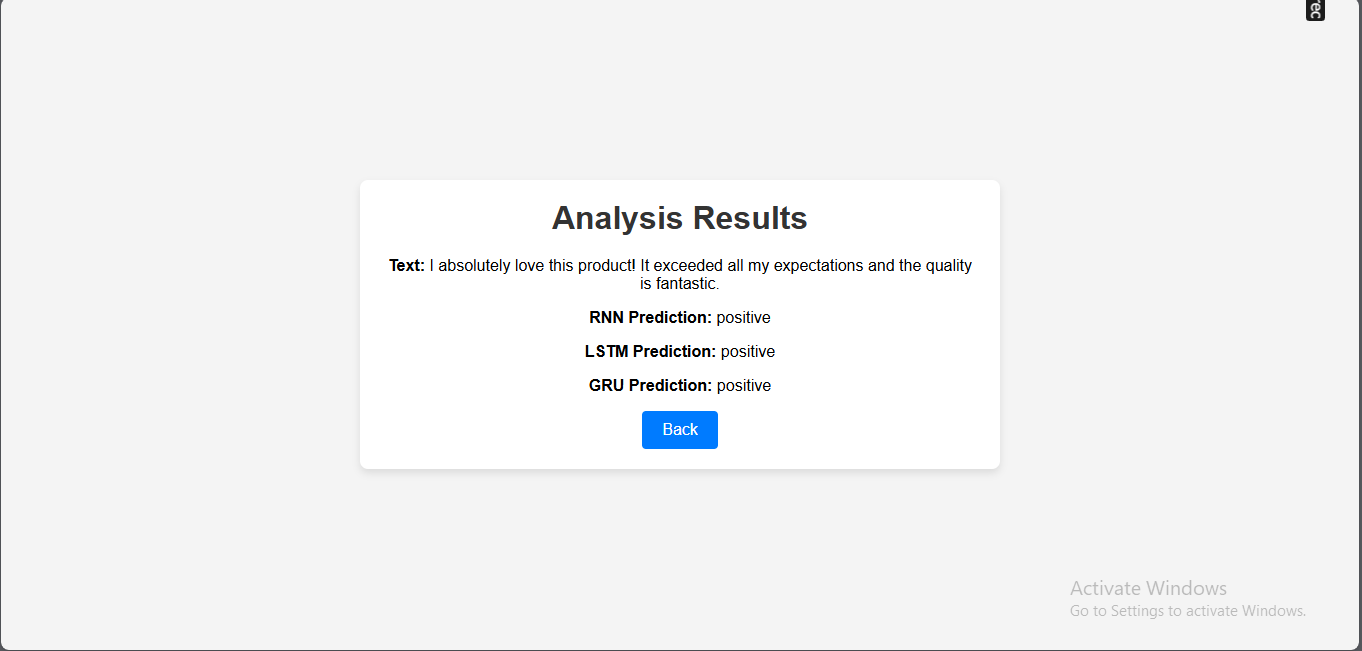 Analysis Results
Text: I absolutely love this product! It exceeded all my expectations and the quality
is fantastic.
RNN Prediction: positive
LSTM Prediction: positive
GRU Prediction: positive
Back
Activate Windows
Go to Settings to activate Windows.